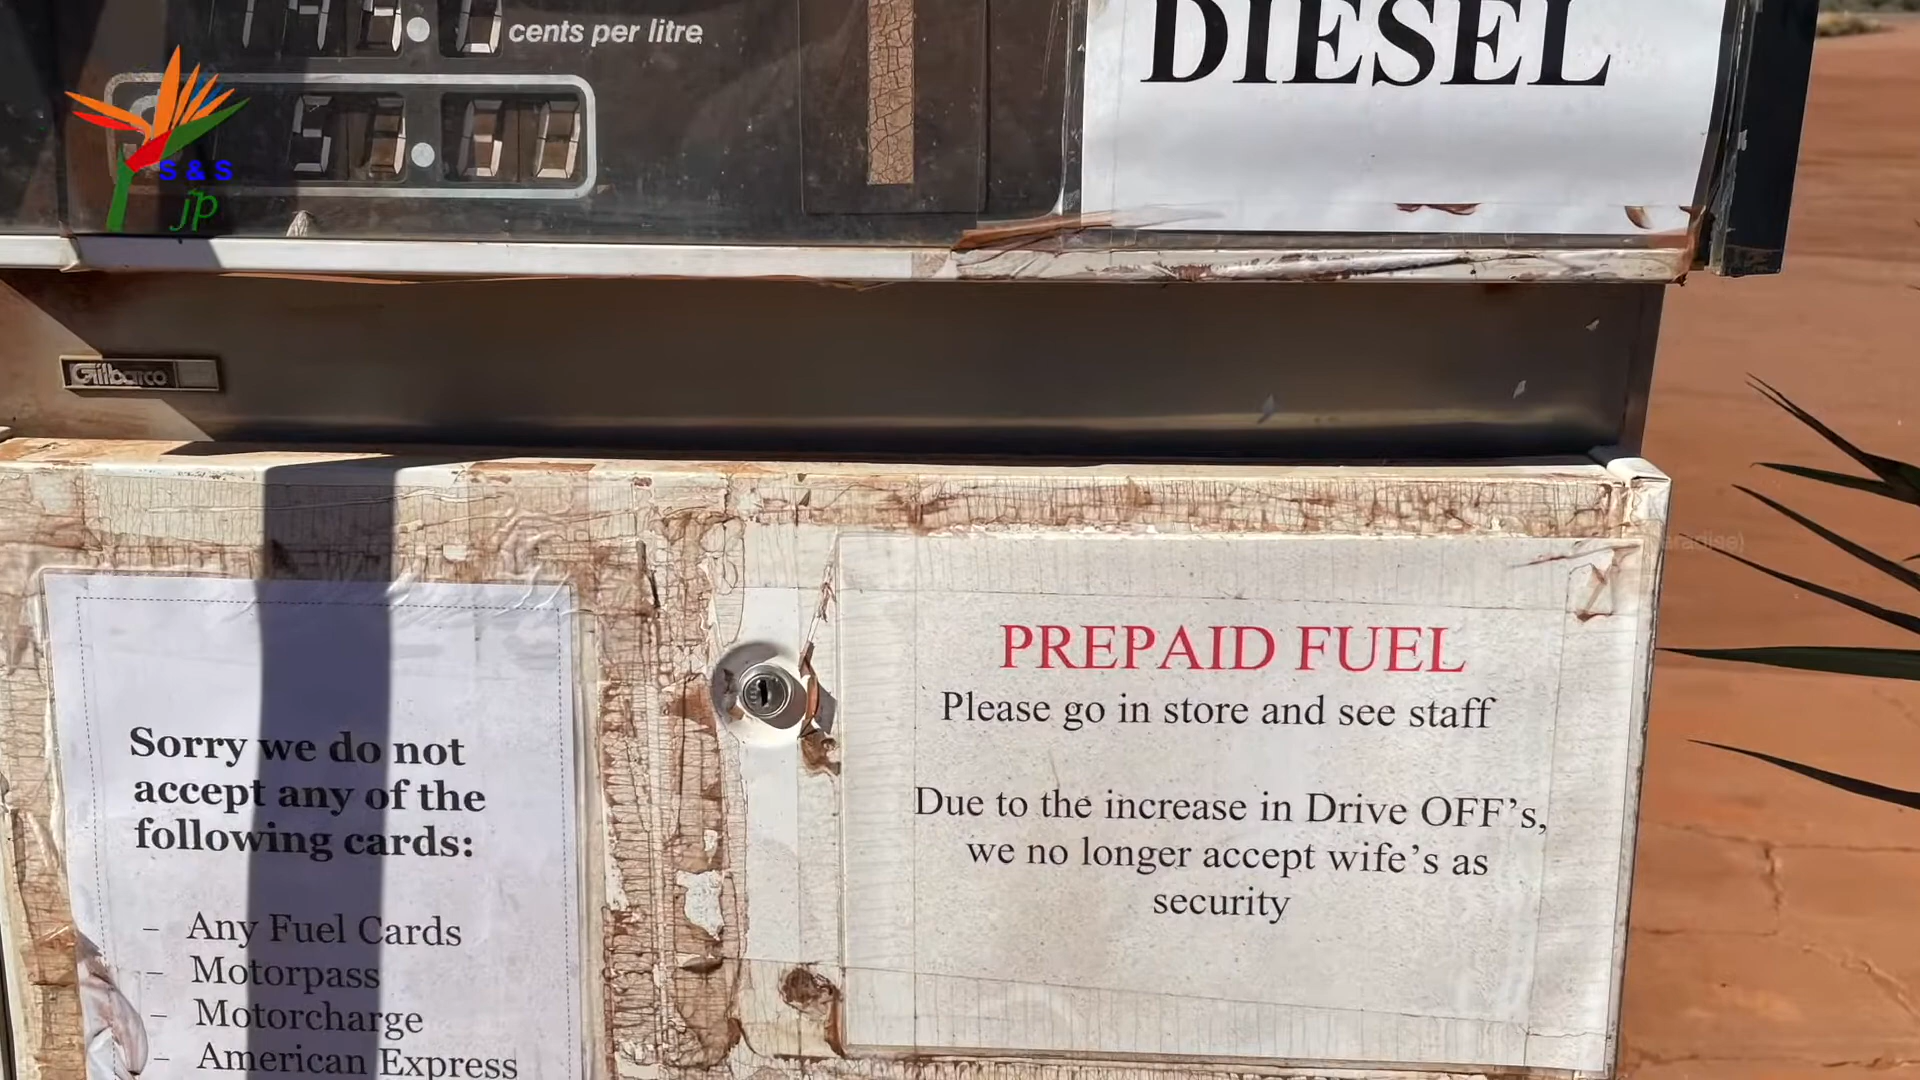 cents per litre
DIESEL
S & S
jp
Gilbarco
PREPAID FUEL
Please go in store and see staff
Due to the increase in Drive OFF's,
we no longer accept wife's as
security
Sorry we do not
accept any of the
following cards:
- Any Fuel Cards
- Motorpass
- Motorcharge
- American Express